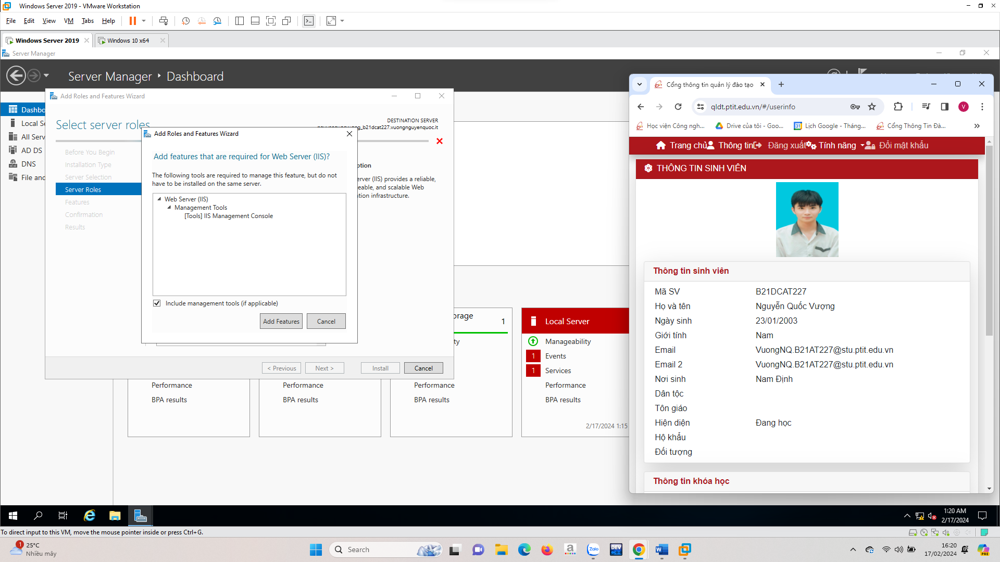 Windows Server 2019 - VMware Workstation
File Edit View VM Tabs Help
Windows Server 2019
Windows 10 x64
Server Manager
Server Manager ‣ Dashboard
Add Roles and Features Wizard
Select server roles
DESTINATION SERVER
Add Roles and Features Wizard
Add features that are required for Web Server (IIS)?
The following tools are required to manage this feature, but do not
have to be installed on the same server.
Web Server (IIS)
Management Tools
[Tools] IIS Management Console
Include management tools (if applicable)
Add Features
Cancel
Before You Begin
Installation Type
Server Selection
Server Roles
Features
Confirmation
Results
ption
erver (IIS) provides a reliable,
eable, and scalable Web
tion infrastructure.
< Previous
Next >
Install
Cancel
Dashbo
Local Se
All Serv
AD DS
DNS
File and
orage
1
ty
Performance
BPA results
Performance
BPA results
Performance
BPA results
Local Server
Manageability
1 Events
1 Services
Performance
BPA results
2/17/2024 1:15
Cổng thông tin quản lý đào tạo
qldt.ptit.edu.vn/#/userinfo
V
Học viện Công ngh...
Drive của tôi - Goo...
31
Lịch Google - Tháng...
Cổng Thông Tin Đà...
Trang chủ
Thông tin
Đăng xuất
Tính năng
Đổi mật khẩu
THÔNG TIN SINH VIÊN
Thông tin sinh viên
Mã SV B21DCAT227
Họ và tên Nguyễn Quốc Vượng
Ngày sinh 23/01/2003
Giới tính Nam
Email VuongNQ.B21AT227@stu.ptit.edu.vn
Email 2 VuongNQ.B21AT227@stu.ptit.edu.vn
Nơi sinh Nam Định
Dân tộc
Tôn giáo
Hiện diện Đang học
Hộ khẩu
Đối tượng
Thông tin khóa học
1:20 AM
2/17/2024
To direct input to this VM, move the mouse pointer inside or press Ctrl+G.
1
25°C
Nhiều mây
Search
Zalo
DEV
16:20
17/02/2024
PRE